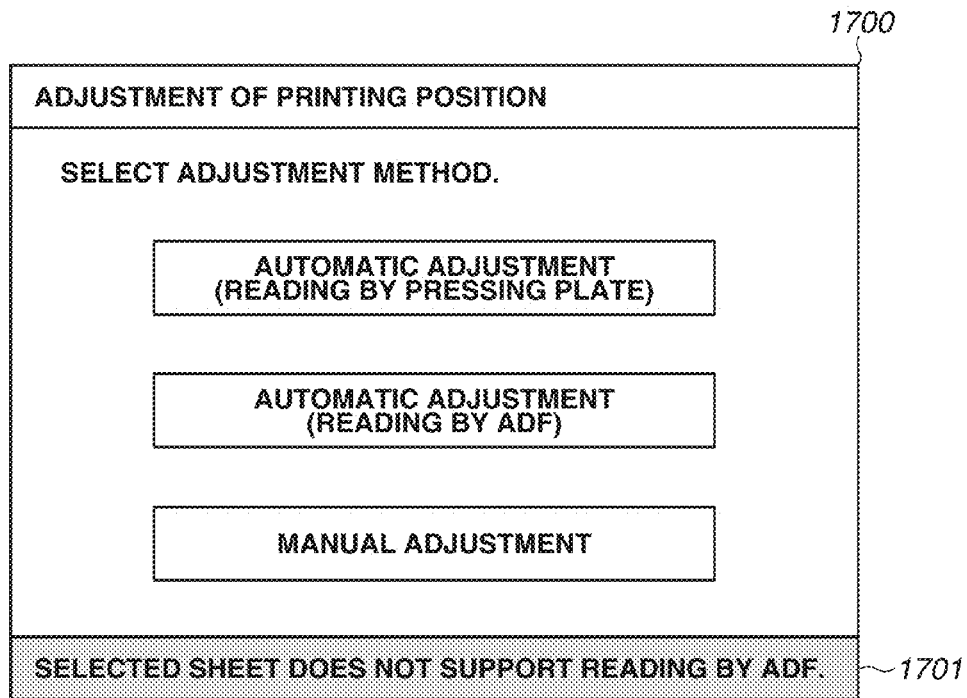 1700
ADJUSTMENT OF PRINTING POSITION
SELECT ADJUSTMENT METHOD.
AUTOMATIC ADJUSTMENT
(READING BY PRESSING PLATE)
AUTOMATIC ADJUSTMENT
(READING BY ADF)
MANUAL ADJUSTMENT
SELECTED SHEET DOES NOT SUPPORT READING BY ADF.
1701